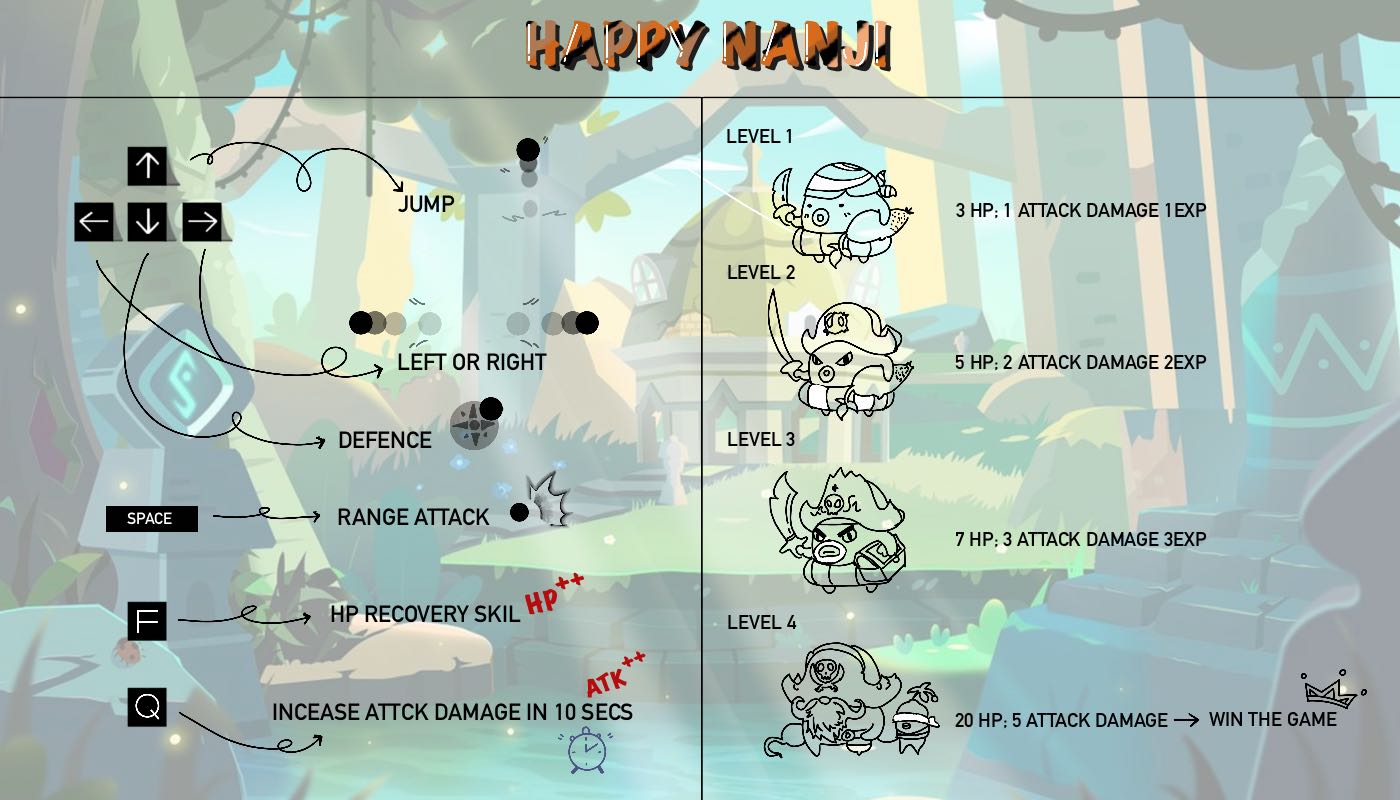 HAPPY NANJI
JUMP
LEFT OR RIGHT
DEFENCE
SPACE
RANGE ATTACK
F
HP RECOVERY SKIL
HP++
Q
ATK++
INCEASE ATTCK DAMAGE IN 10 SECS
LEVEL 1
3 HP; 1 ATTACK DAMAGE 1EXP
LEVEL 2
5 HP; 2 ATTACK DAMAGE 2EXP
LEVEL 3
7 HP; 3 ATTACK DAMAGE 3EXP
LEVEL 4
20 HP; 5 ATTACK DAMAGE → WIN THE GAME